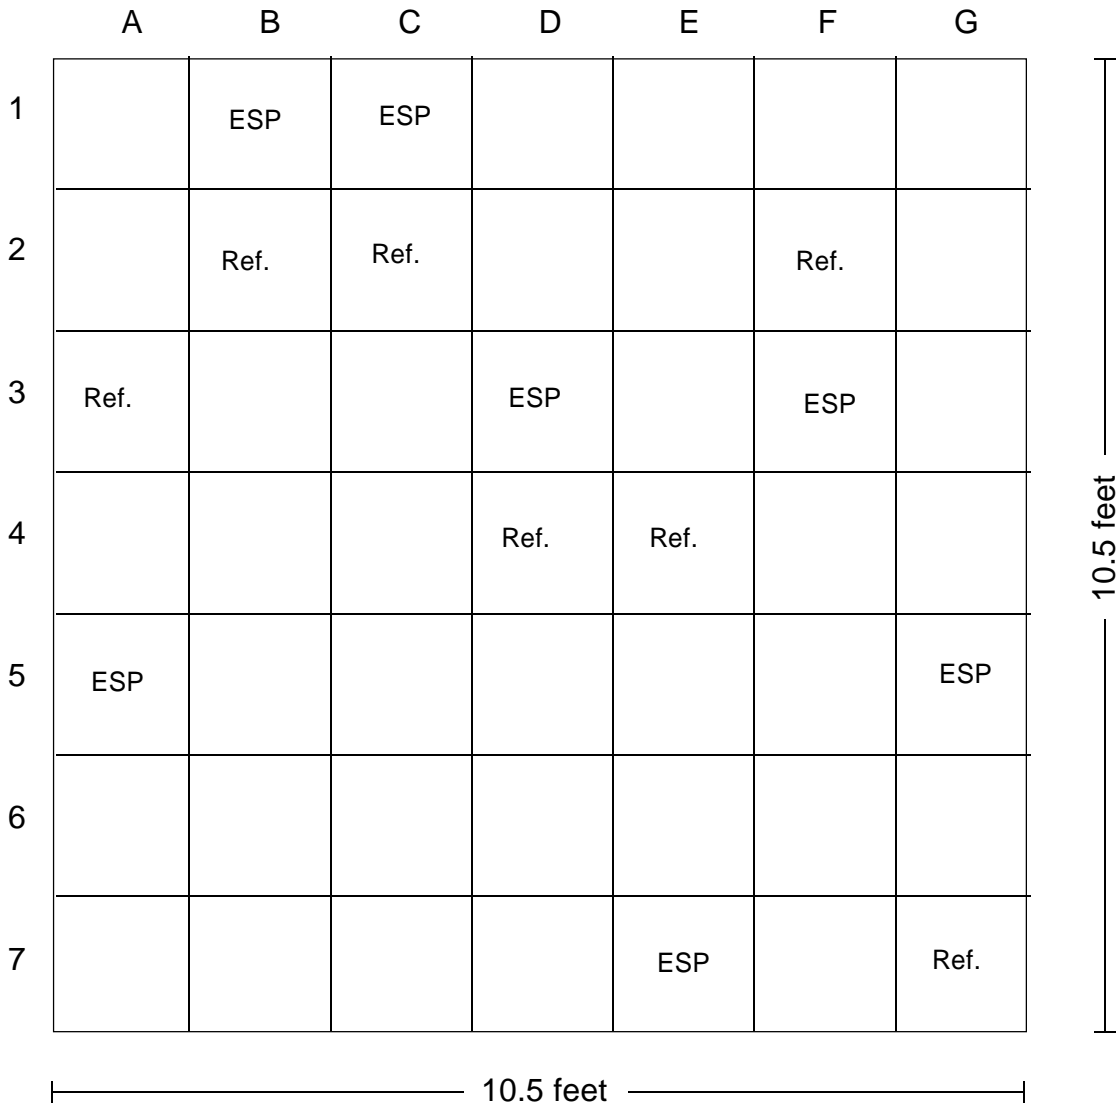 A B C D E F G
1 ESP ESP
2 Ref. Ref. Ref.
3 Ref. ESP ESP
4 Ref. Ref.
5 ESP ESP
6
7 ESP Ref.
10.5 feet
10.5 feet